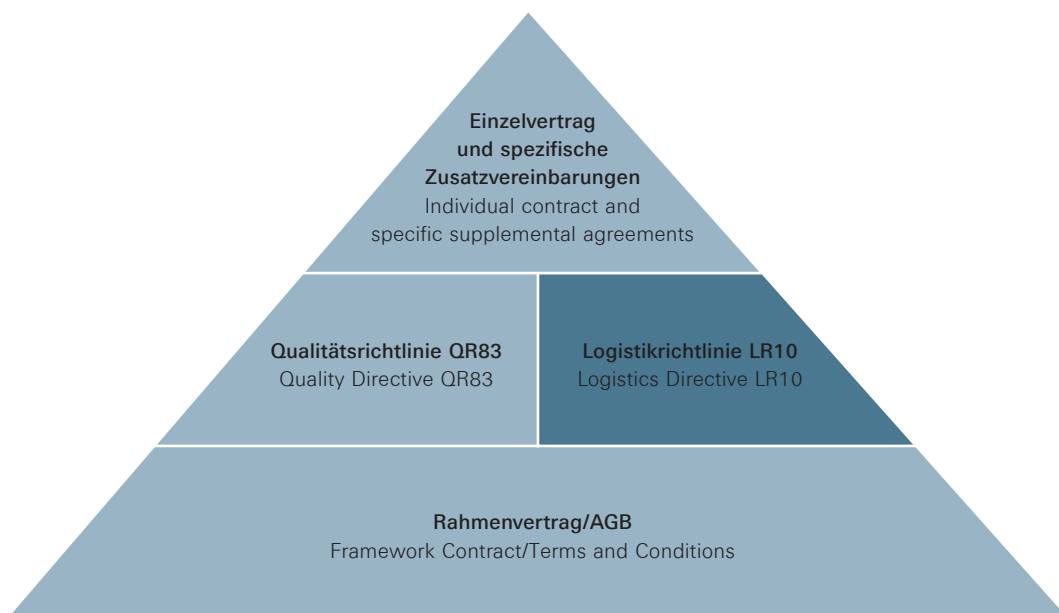 Einzelvertrag
und spezifische
Zusatzvereinbarungen
Individual contract and
specific supplemental agreements
Qualitätsrichtlinie QR83
Quality Directive QR83
Logistikrichtlinie LR10
Logistics Directive LR10
Rahmenvertrag/AGB
Framework Contract/Terms and Conditions